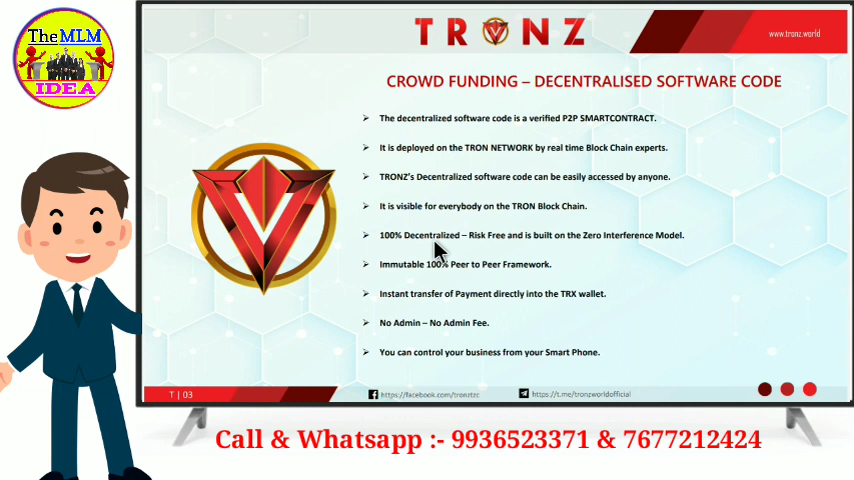 TheMLM
IDEA
TRONZ
www.tronz.world
CROWD FUNDING – DECENTRALISED SOFTWARE CODE
➢ The decentralized software code is a verified P2P SMARTCONTRACT.
➢ It is deployed on the TRON NETWORK by real time Block Chain experts.
➢ TRONZ's Decentralized software code can be easily accessed by anyone.
➢ It is visible for everybody on the TRON Block Chain.
➢ 100% Decentralized – Risk Free and is built on the Zero Interference Model.
➢ Immutable 100% Peer to Peer Framework.
➢ Instant transfer of Payment directly into the TRX wallet.
➢ No Admin – No Admin Fee.
➢ You can control your business from your Smart Phone.
T | 03
https://facebook.com/tronztzc
https://t.me/tronzworldofficial
Call & Whatsapp :- 9936523371 & 7677212424